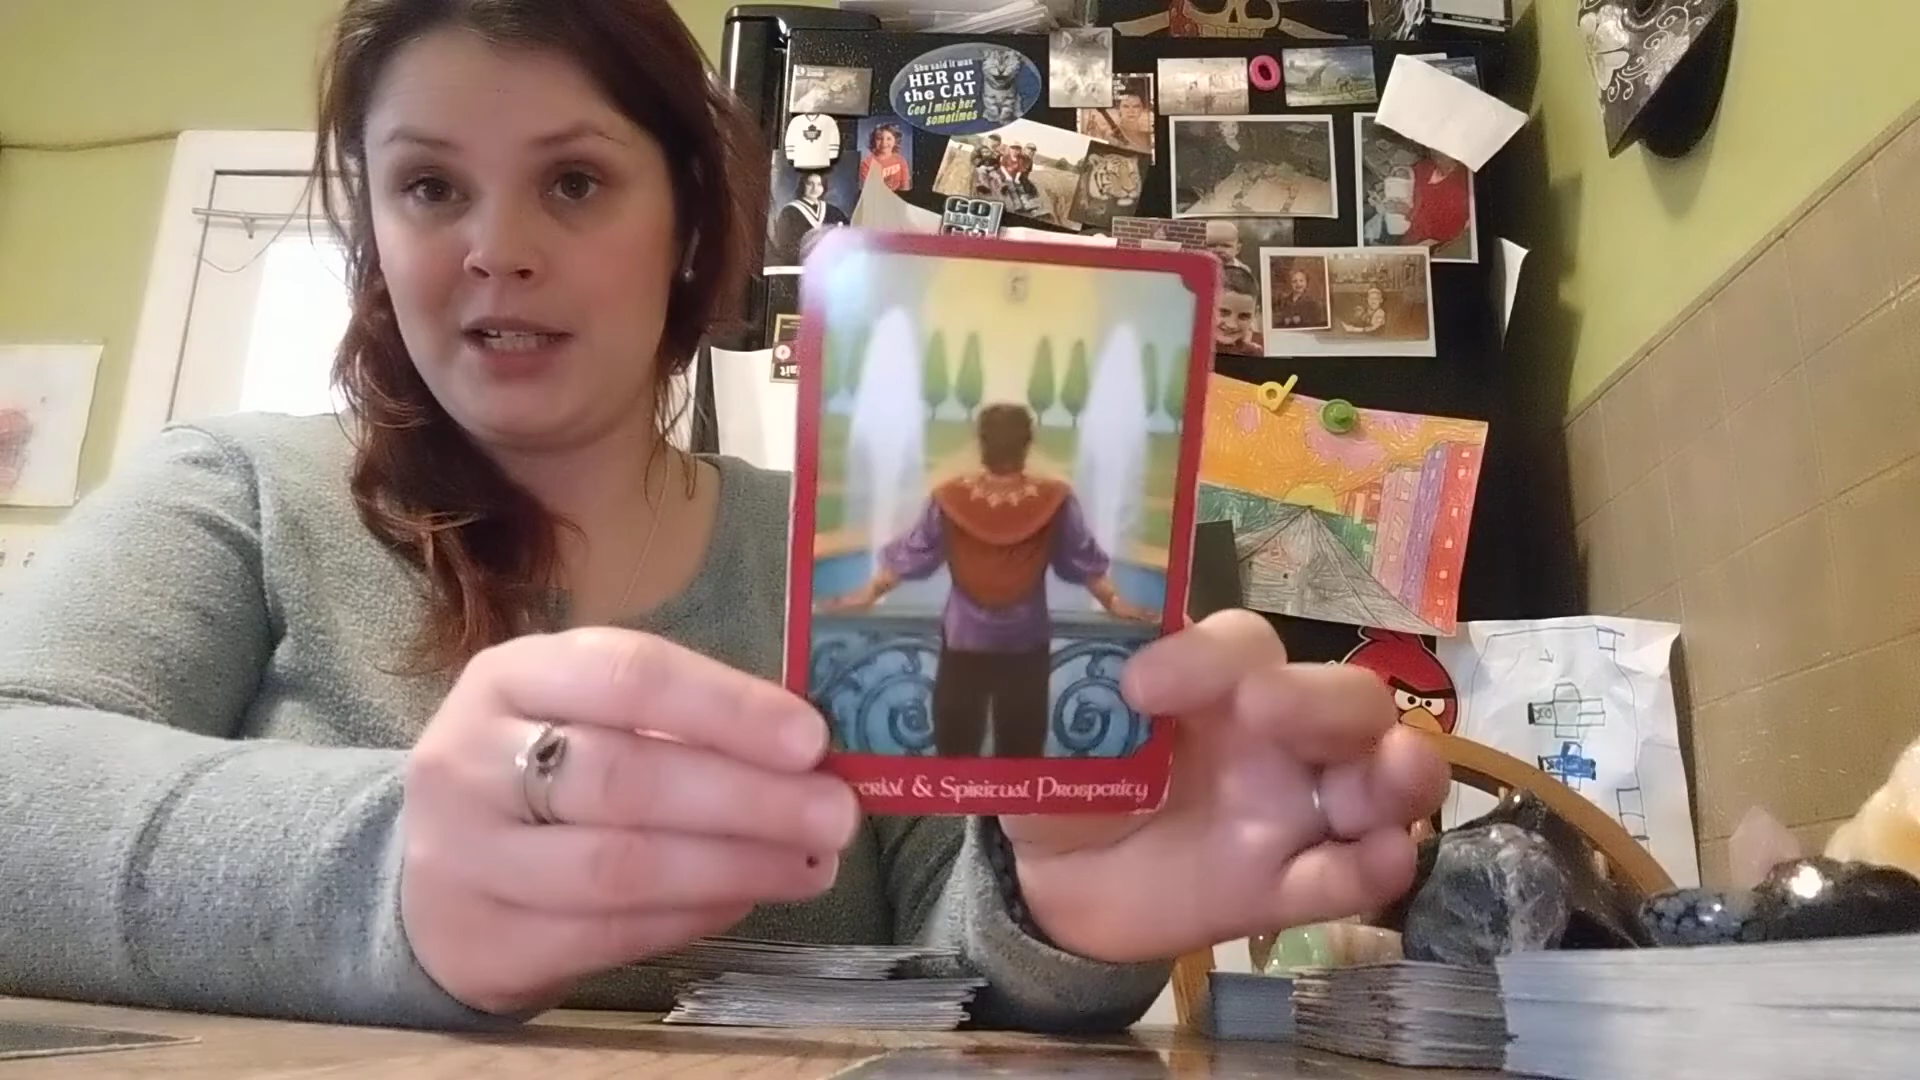 She said it was
HER or
the CAT
Gee I miss her
sometimes
GO
LEAFS
GO
& Spiritual Prosperity